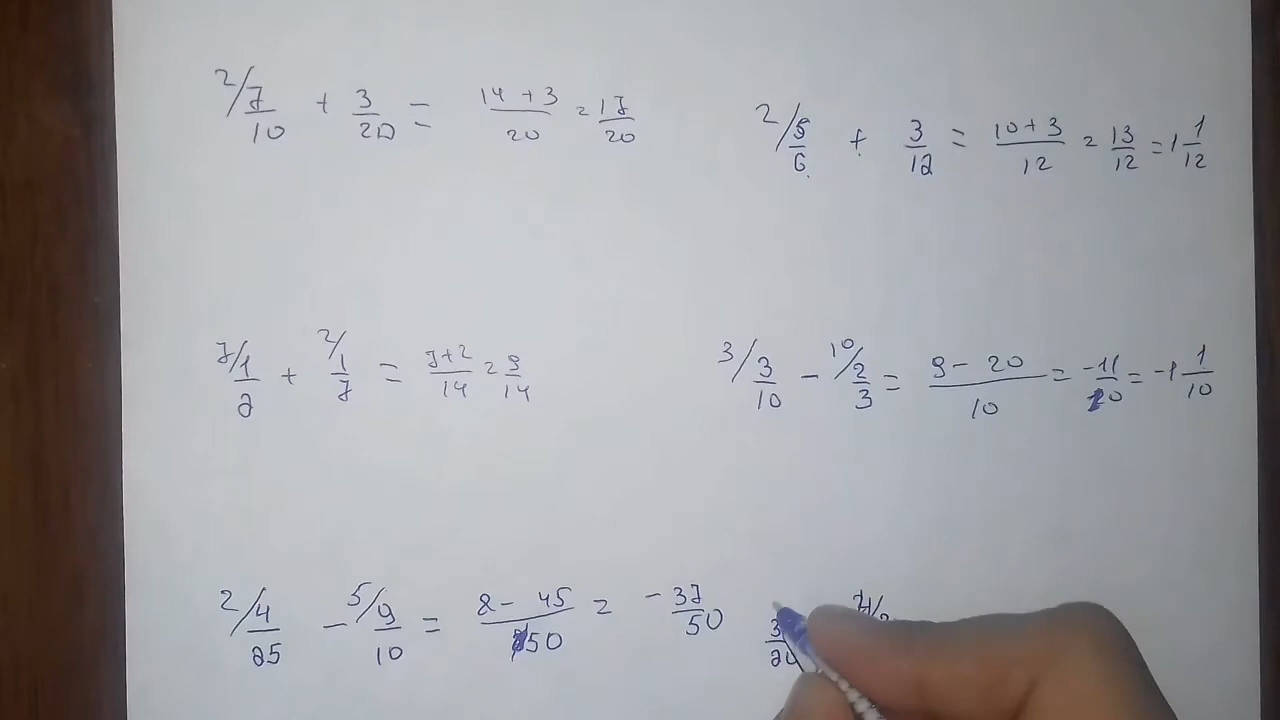 2/ 7/10 + 3/20 = 14+3/20 = 17/20
2/ 5/6 + 3/12 = 10+3/12 = 13/12 = 1 1/12
7/ 1/2 + 2/ 1/7 = 7+2/14 = 9/14
3/ 3/10 - 10/ 2/3 = 9-20/10 = -11/10 = -1 1/10
2/ 4/25 - 5/ 9/10 = 8-45/50 = -37/50